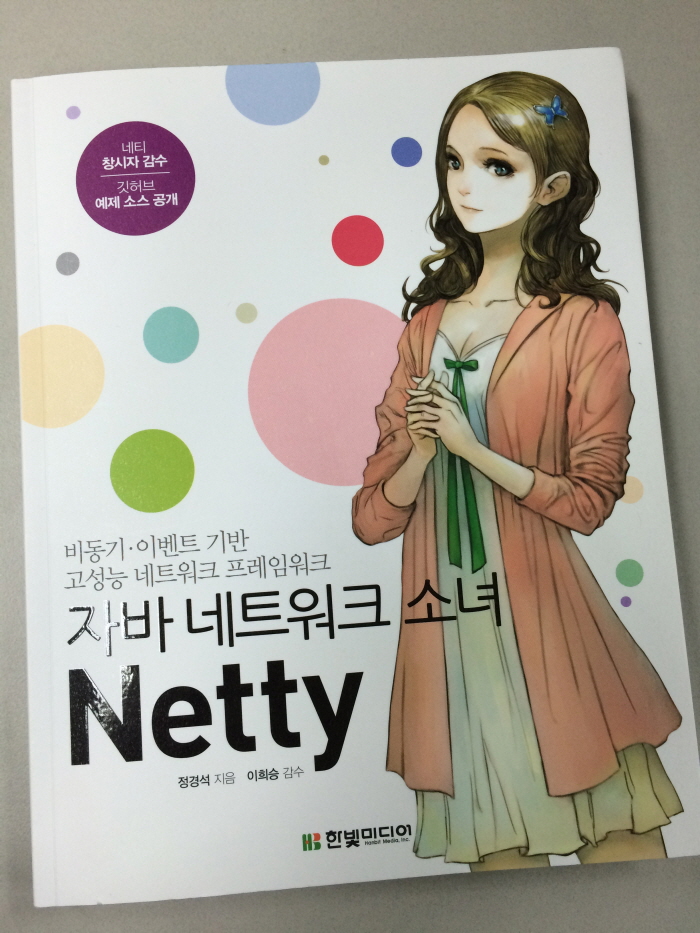 네티
창시자 감수
깃허브
예제 소스 공개
비동기·이벤트 기반
고성능 네트워크 프레임워크
자바 네트워크 소녀
Netty
정경석 지음 이희승 감수
HB 한빛미디어
Hanbit Media, Inc.